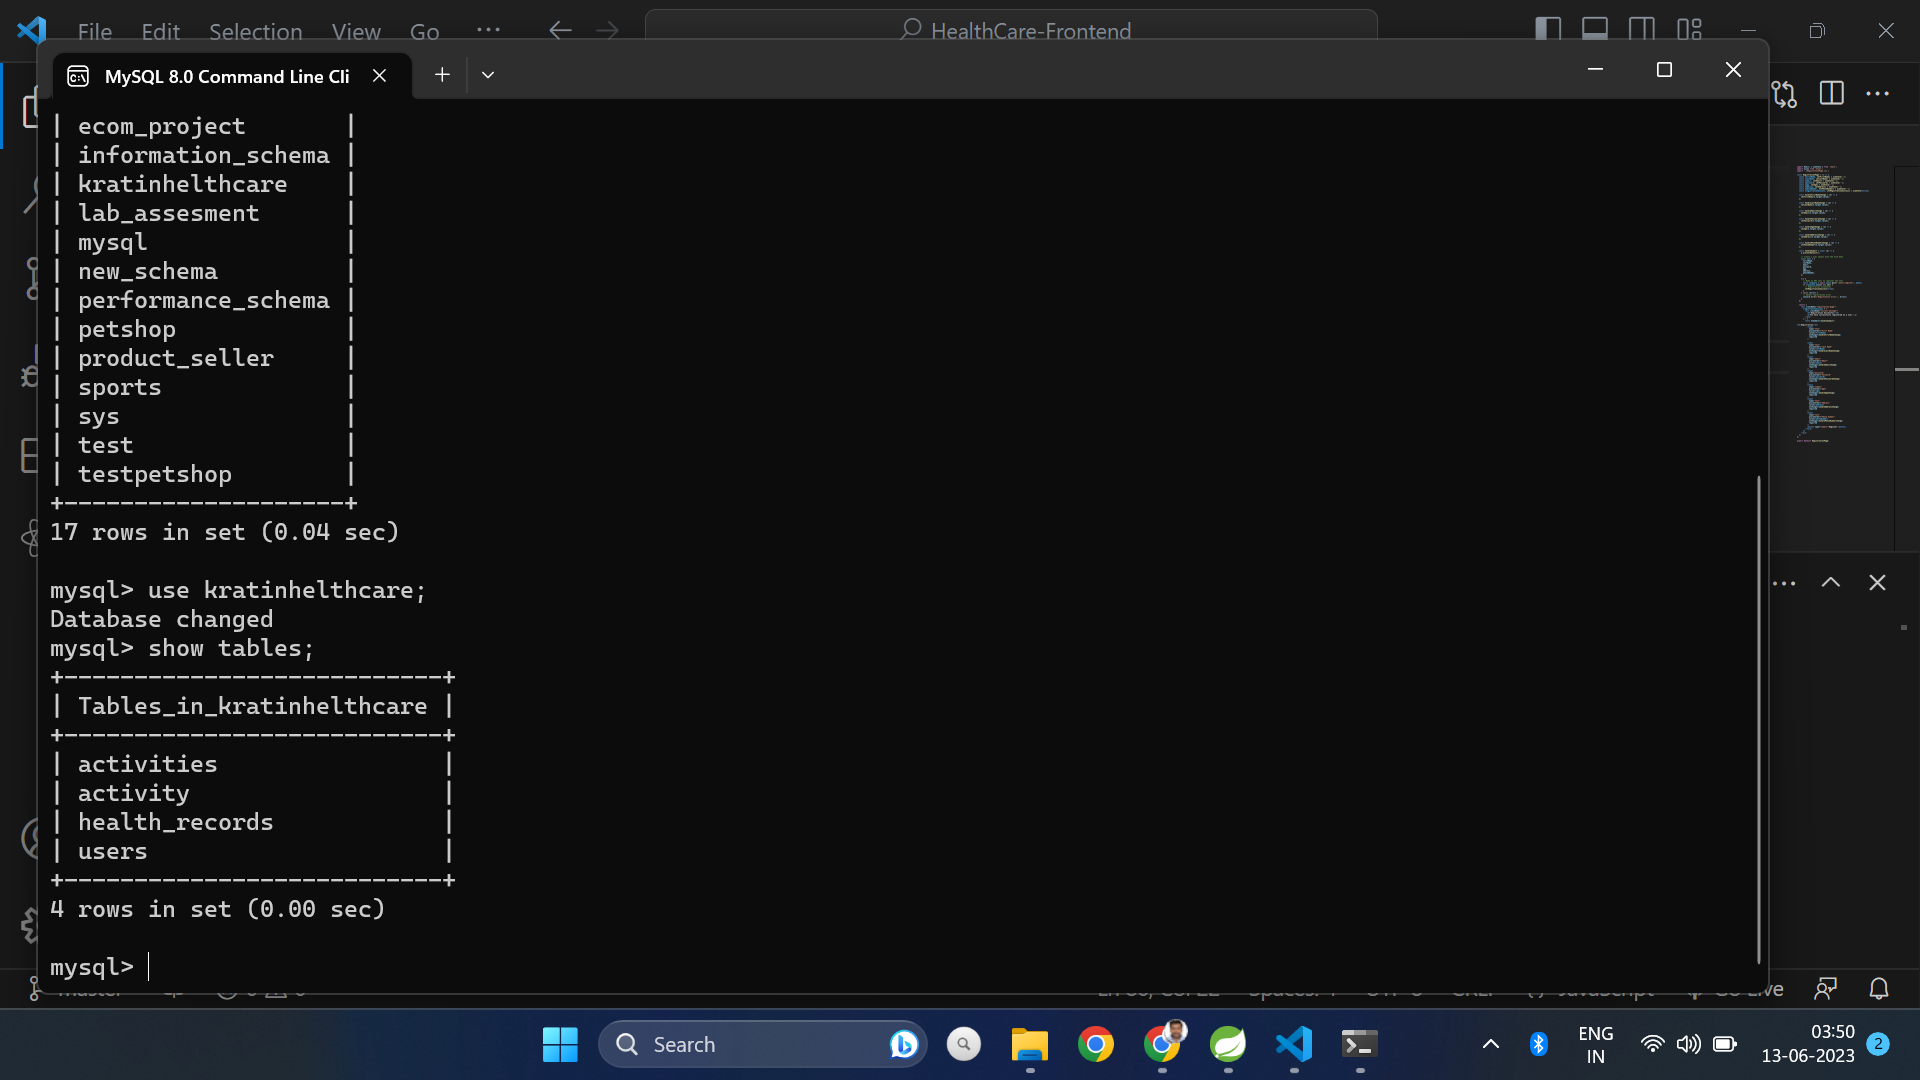 File Edit Selection View Go ... HealthCare-Frontend
MySQL 8.0 Command Line Cli
| ecom_project |
| information_schema |
| kratinhelthcare |
| lab_assesment |
| mysql |
| new_schema |
| performance_schema |
| petshop |
| product_seller |
| sports |
| sys |
| test |
| testpetshop |
+--------------------+
17 rows in set (0.04 sec)
mysql> use kratinhelthcare;
Database changed
mysql> show tables;
+---------------------------+
| Tables_in_kratinhelthcare |
+---------------------------+
| activities |
| activity |
| health_records |
| users |
+---------------------------+
4 rows in set (0.00 sec)
mysql>
Search
ENG
IN
03:50
13-06-2023
2